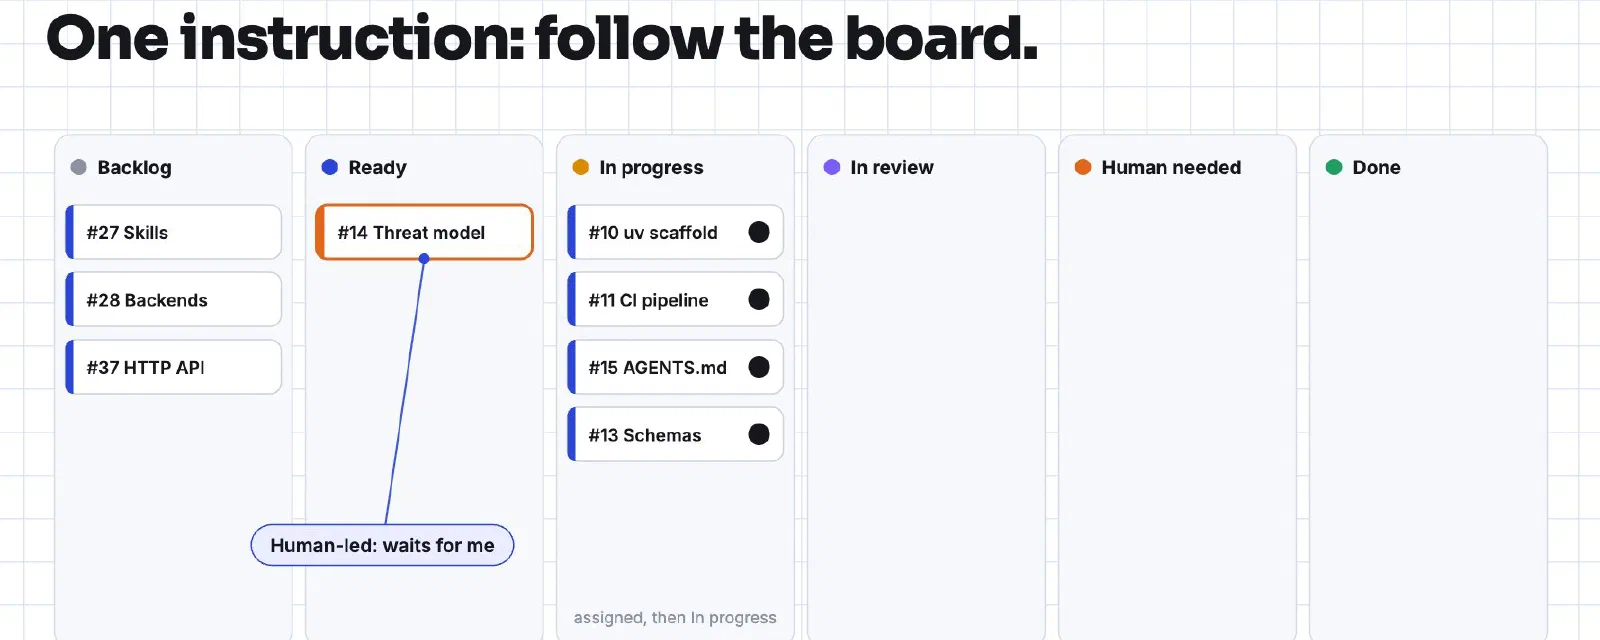 One instruction: follow the board.
Backlog
#27 Skills
#28 Backends
#37 HTTP API
Ready
#14 Threat model
Human-led: waits for me
In progress
#10 uv scaffold
#11 CI pipeline
#15 AGENTS.md
#13 Schemas
assigned, then In progress
In review
Human needed
Done